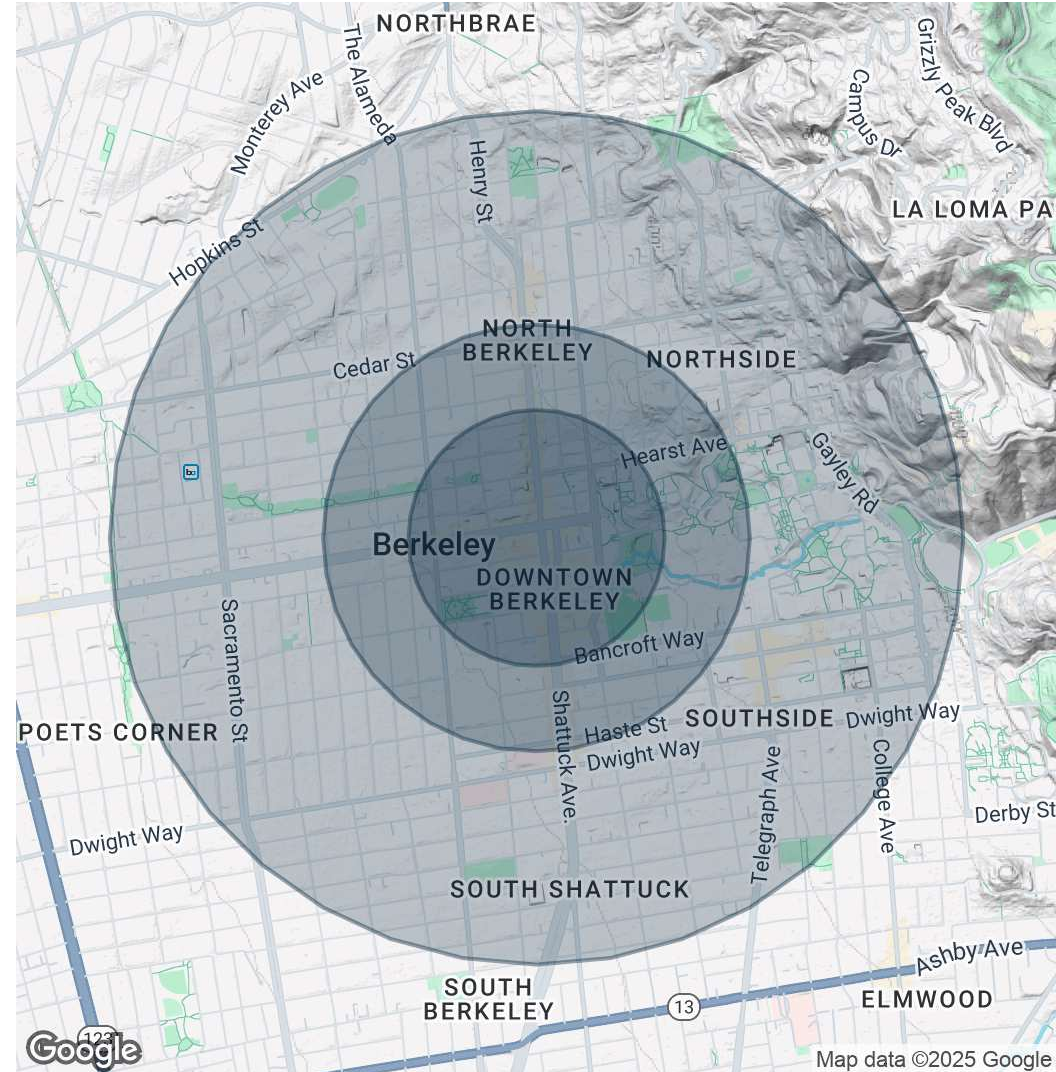 NORTHBRAE
The Alameda
Monterey Ave
Grizzly Peak Blvd
Campus Dr
Henry St
LA LOMA PA
Hopkins St
NORTH
BERKELEY
NORTHSIDE
Cedar St
Hearst Ave
Gayley Rd
Berkeley
DOWNTOWN
BERKELEY
Sacramento St
Bancroft Way
POETS CORNER
Shattuck Ave.
Haste St
SOUTHSIDE
Dwight Way
Dwight Way
Telegraph Ave
College Ave
Dwight Way
Derby St
SOUTH SHATTUCK
Ashby Ave
SOUTH
BERKELEY
13
ELMWOOD
123
Google
Map data ©2025 Google